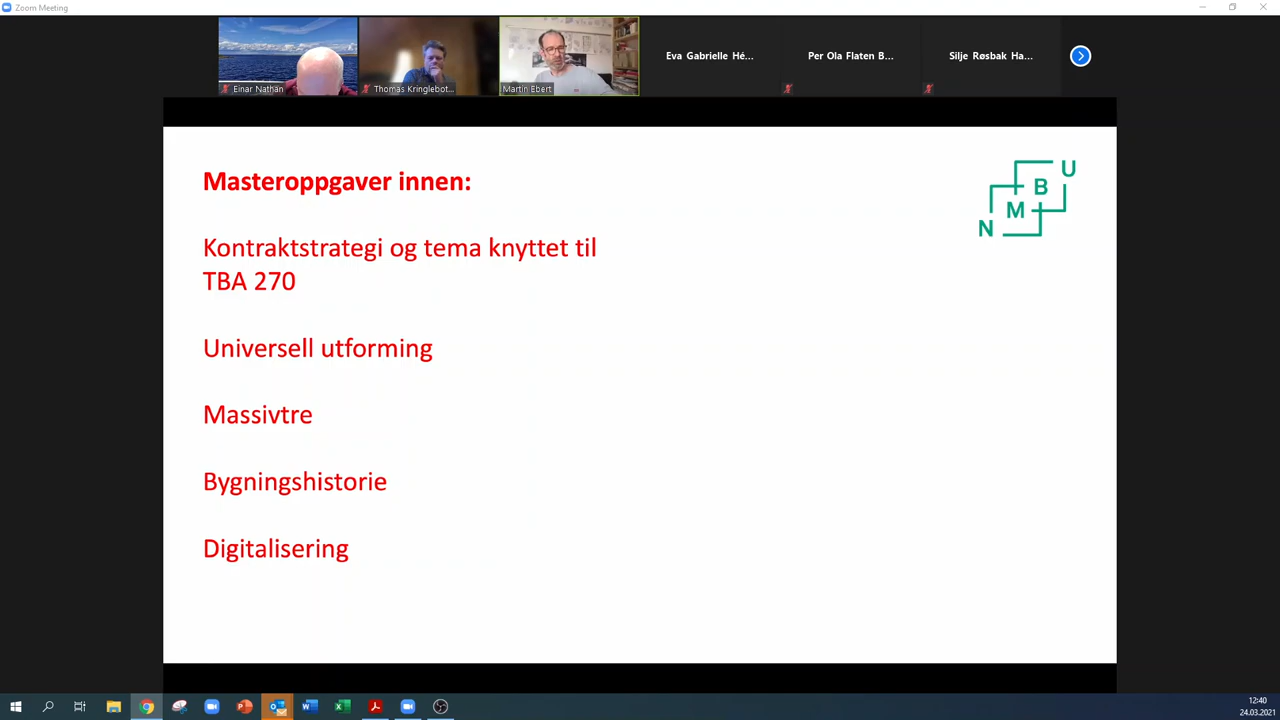 Zoom Meeting
Einar Nathan
Thomas Kringlebot...
Martin Ebert
Eva Gabrielle Hé...
Per Ola Flaten B...
Silje Røsbak Ha...
Masteroppgaver innen:
N M B U
Kontraktstrategi og tema knyttet til
TBA 270
Universell utforming
Massivtre
Bygningshistorie
Digitalisering
12:40
24.03.2021